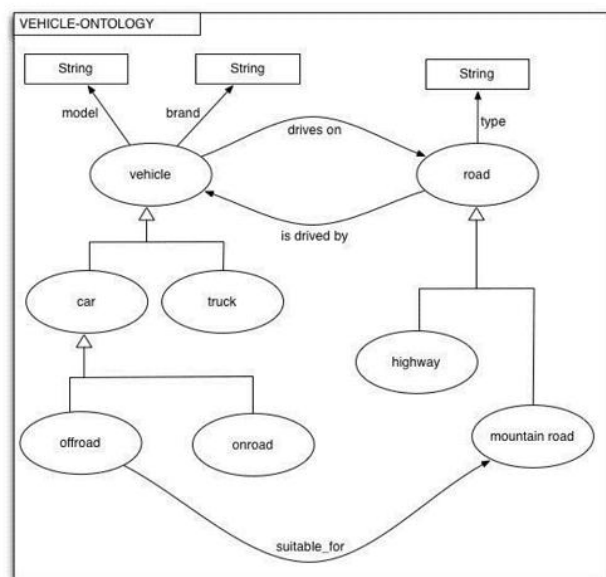 VEHICLE-ONTOLOGY
String
String
String
model
brand
type
drives on
vehicle
road
is drived by
car
truck
highway
offroad
onroad
mountain road
suitable_for